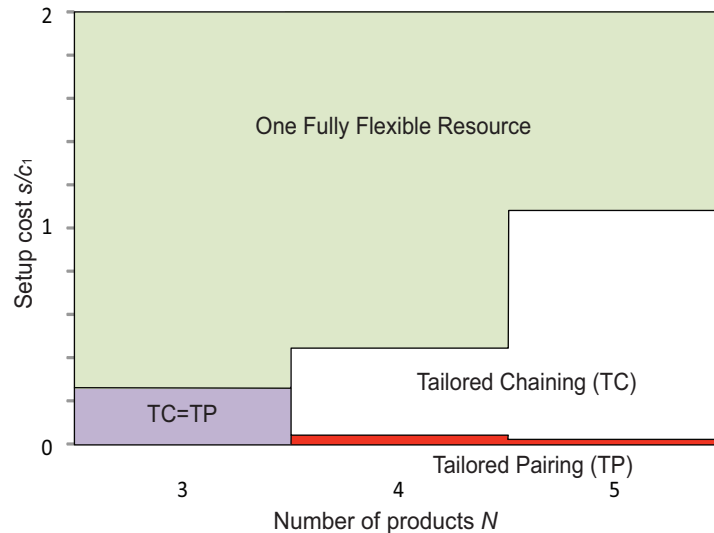 2
One Fully Flexible Resource
Setup cost s/c1
1
Tailored Chaining (TC)
TC=TP
0
Tailored Pairing (TP)
3 4 5
Number of products N